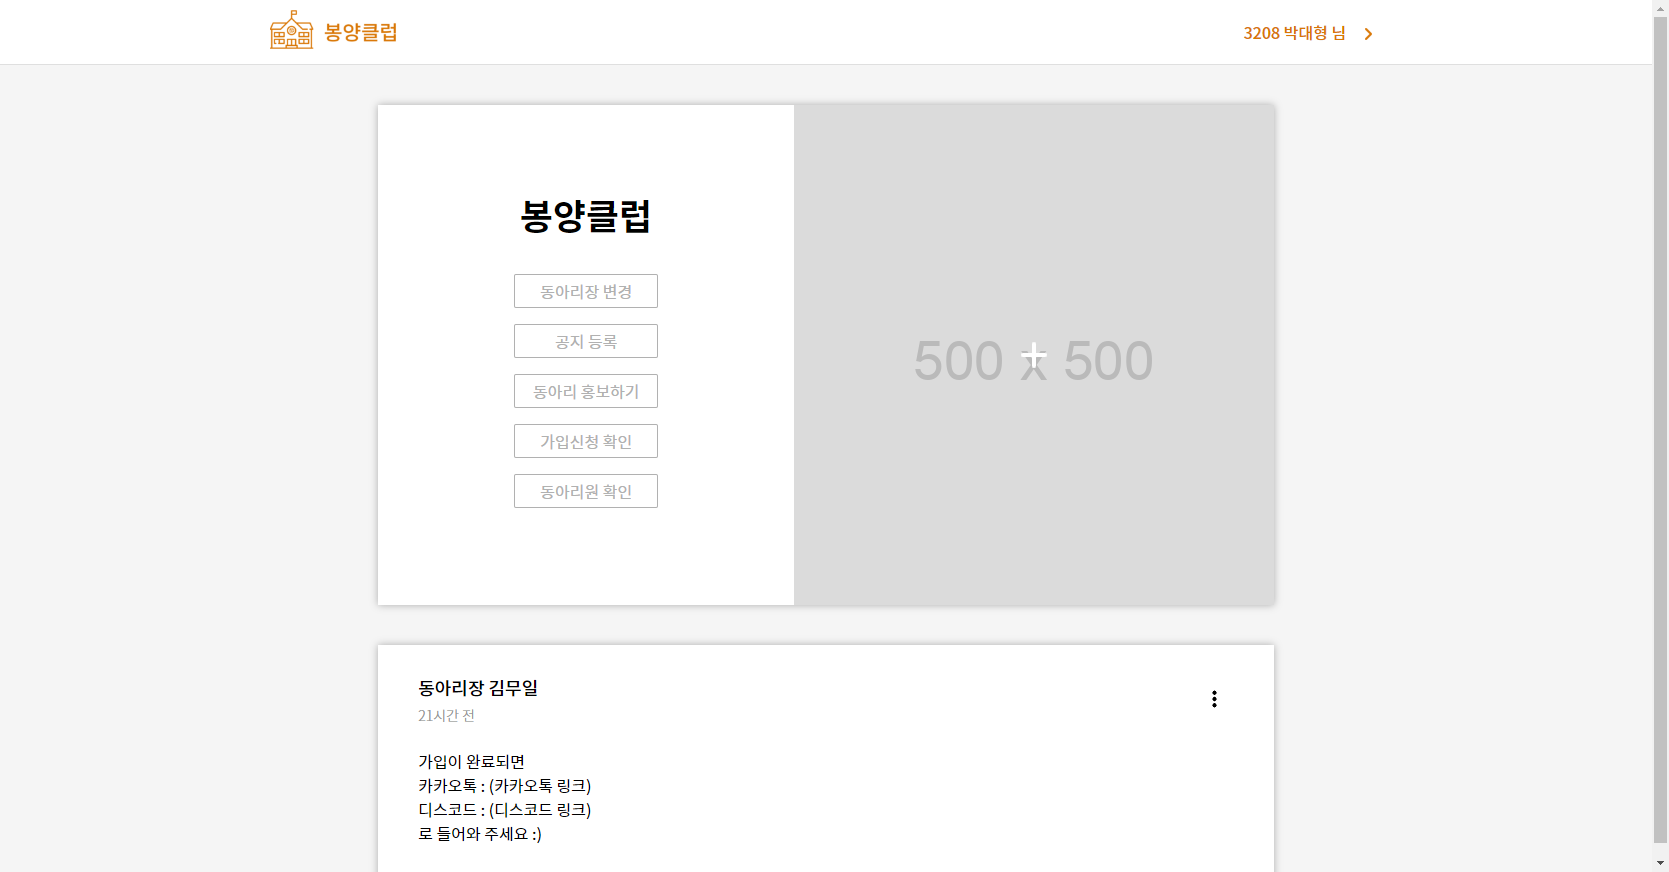 봉양클럽
3208 박대형 님
봉양클럽
동아리장 변경
공지 등록
동아리 홍보하기
가입신청 확인
동아리원 확인
500 x 500
동아리장 김무일
21시간 전
가입이 완료되면
카카오톡 : (카카오톡 링크)
디스코드 : (디스코드 링크)
로 들어와 주세요 :)